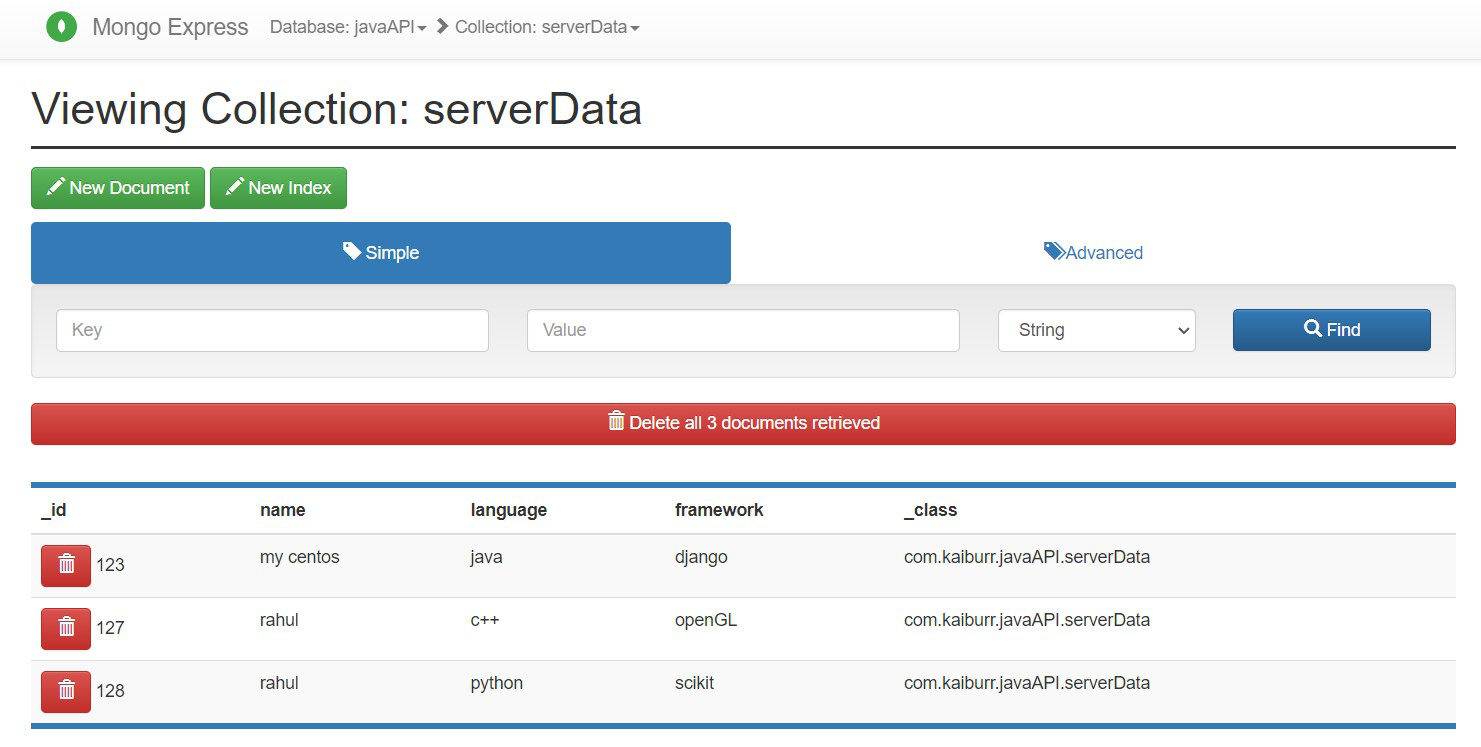 Mongo Express Database: javaAPI Collection: serverData
Viewing Collection: serverData
New Document New Index
Simple Advanced
Key Value String Find
Delete all 3 documents retrieved
_id name language framework _class
123 my centos java django com.kaiburr.javaAPI.serverData
127 rahul c++ openGL com.kaiburr.javaAPI.serverData
128 rahul python scikit com.kaiburr.javaAPI.serverData